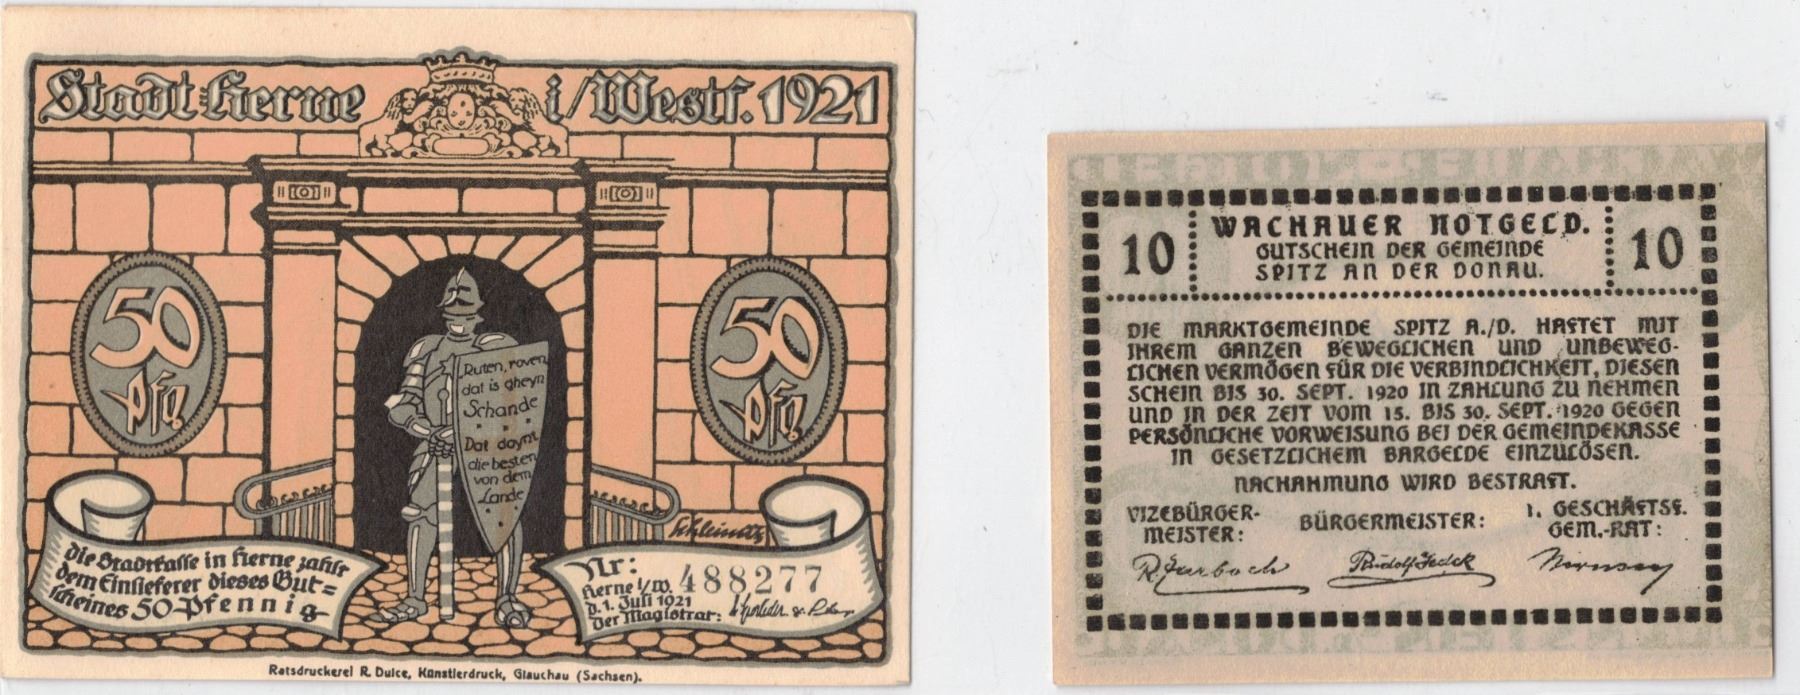 Stadt Herne i/Westf. 1921
50
Pfg.
50
Pfg.
Ruten, roven
dat is gheyn
Schande
Dat doynt
die besten
von dem
Lande
Schleinitz
die Stadtkasse in Herne zahlt
dem Einlieferer dieses Gut=
scheines 50 Pfennig
Nr: 488277
Herne i/W.
d. 1. Juli 1921
Der Magistrat:
Ratsdruckerei R. Dulce, Künstlerdruck, Glauchau (Sachsen).
10 WACHAUER NOTGELD. 10
GUTSCHEIN DER GEMEINDE
SPITZ AN DER DONAU.
DIE MARKTGEMEINDE SPITZ A./D. HAFTET MIT
IHREM GANZEN BEWEGLICHEN UND UNBEWEG-
LICHEN VERMÖGEN FÜR DIE VERBINDLICHKEIT, DIESEN
SCHEIN BIS 30. SEPT. 1920 IN ZAHLUNG ZU NEHMEN
UND IN DER ZEIT VOM 15. BIS 30. SEPT. 1920 GEGEN
PERSÖNLICHE VORWEISUNG BEI DER GEMEINDEKASSE
IN GESETZLICHEM BARGELDE EINZULÖSEN.
NACHAHMUNG WIRD BESTRAFT.
VIZEBÜRGER-
MEISTER:
BÜRGERMEISTER:
1. GESCHÄFTSF.
GEM.-RAT: